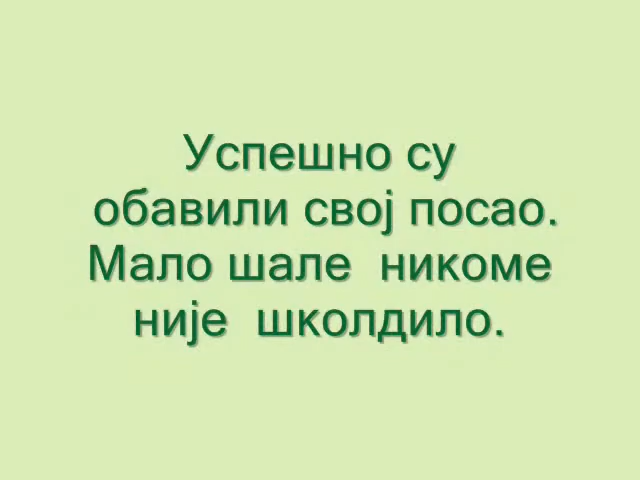 Успешно су
обавили свој посао.
Мало шале никоме
није школдило.